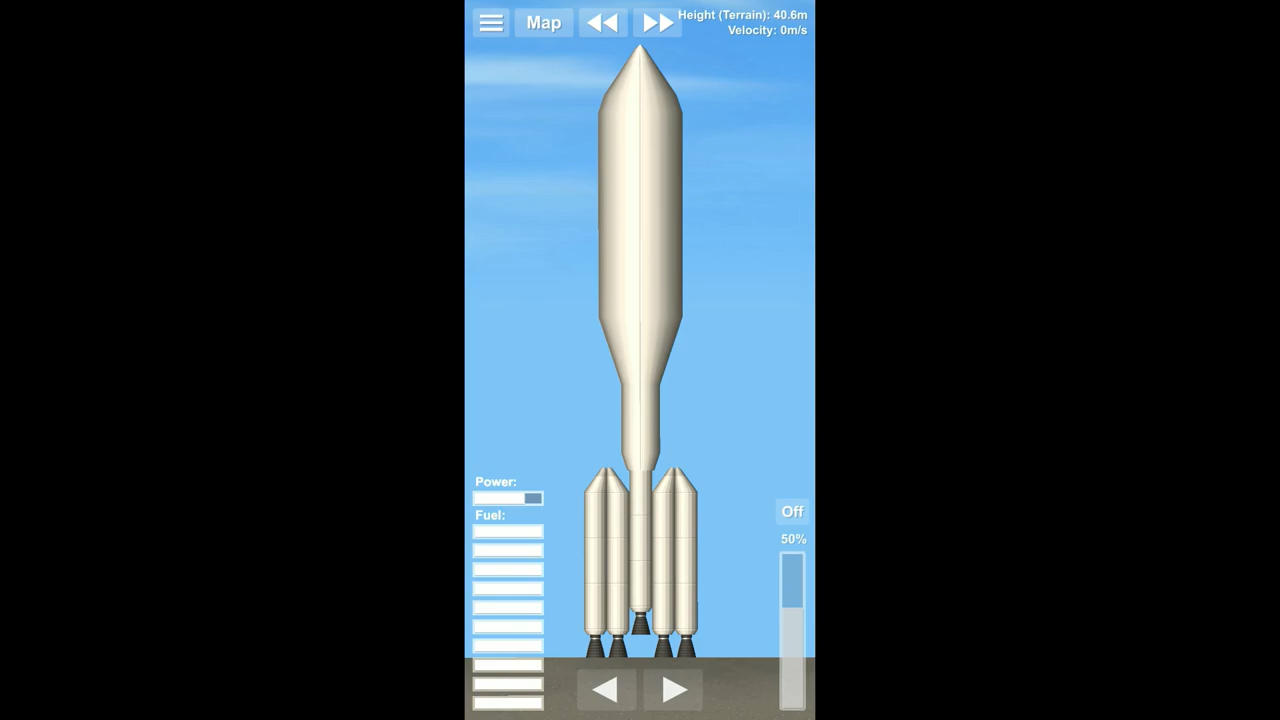 Map
Height (Terrain): 40.6m
Velocity: 0m/s
Power:
Fuel:
Off
50%